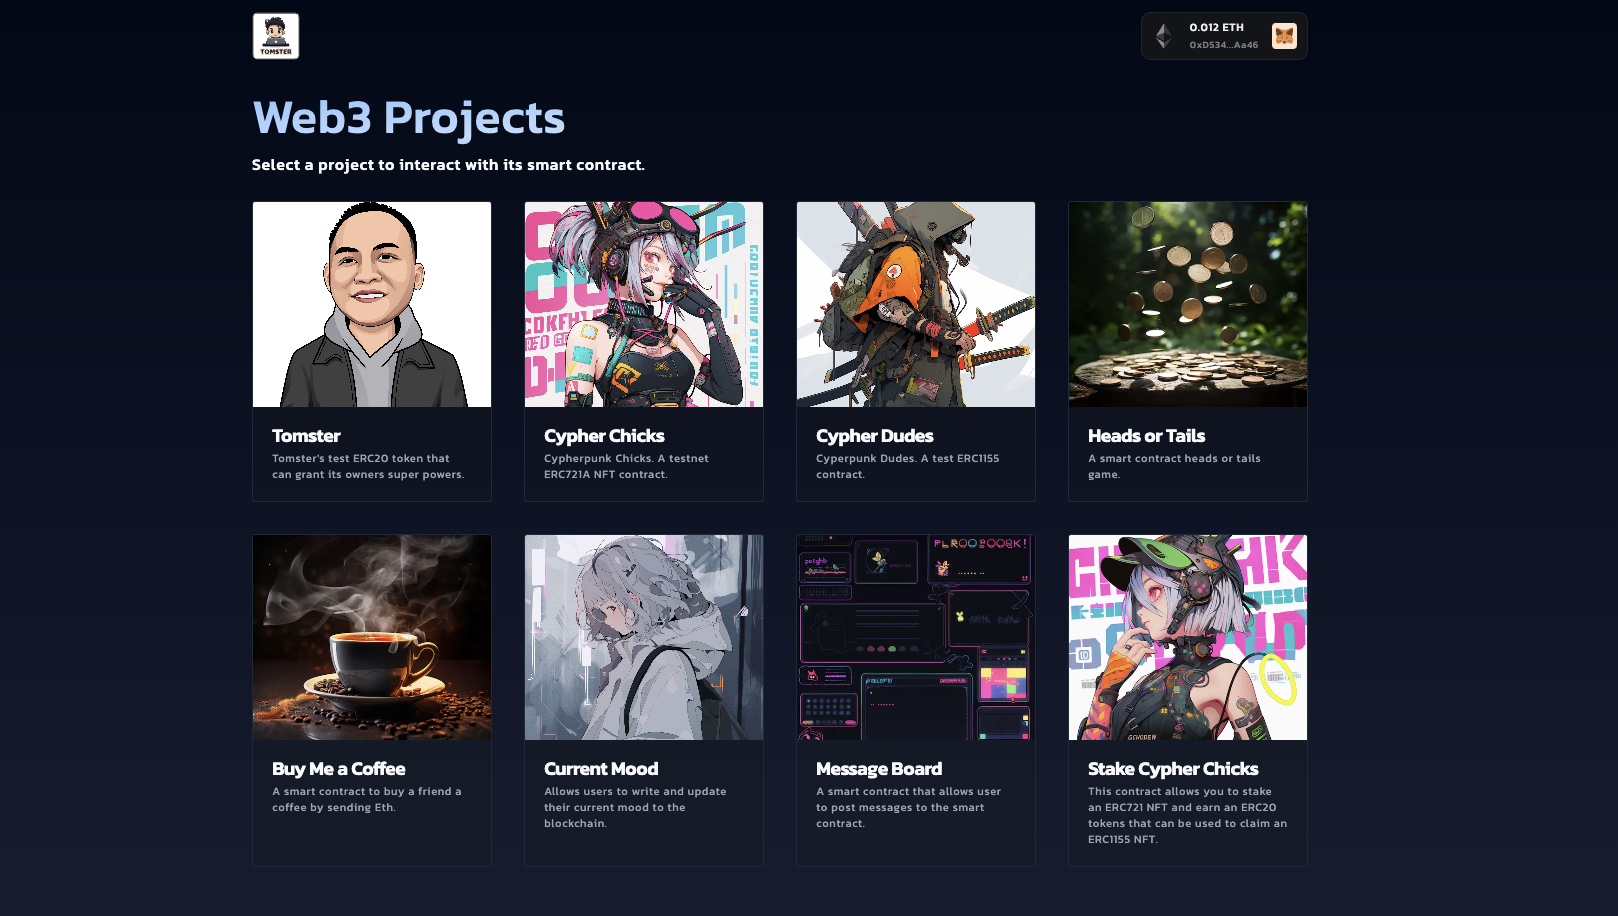 TOMSTER
0.012 ETH
0xD534...Aa46
Web3 Projects
Select a project to interact with its smart contract.
Tomster
Tomster's test ERC20 token that
can grant its owners super powers.
Cypher Chicks
Cypherpunk Chicks. A testnet
ERC721A NFT contract.
Cypher Dudes
Cyperpunk Dudes. A test ERC1155
contract.
Heads or Tails
A smart contract heads or tails
game.
Buy Me a Coffee
A smart contract to buy a friend a
coffee by sending Eth.
Current Mood
Allows users to write and update
their current mood to the
blockchain.
Message Board
A smart contract that allows user
to post messages to the smart
contract.
Stake Cypher Chicks
This contract allows you to stake
an ERC721 NFT and earn an ERC20
tokens that can be used to claim an
ERC1155 NFT.